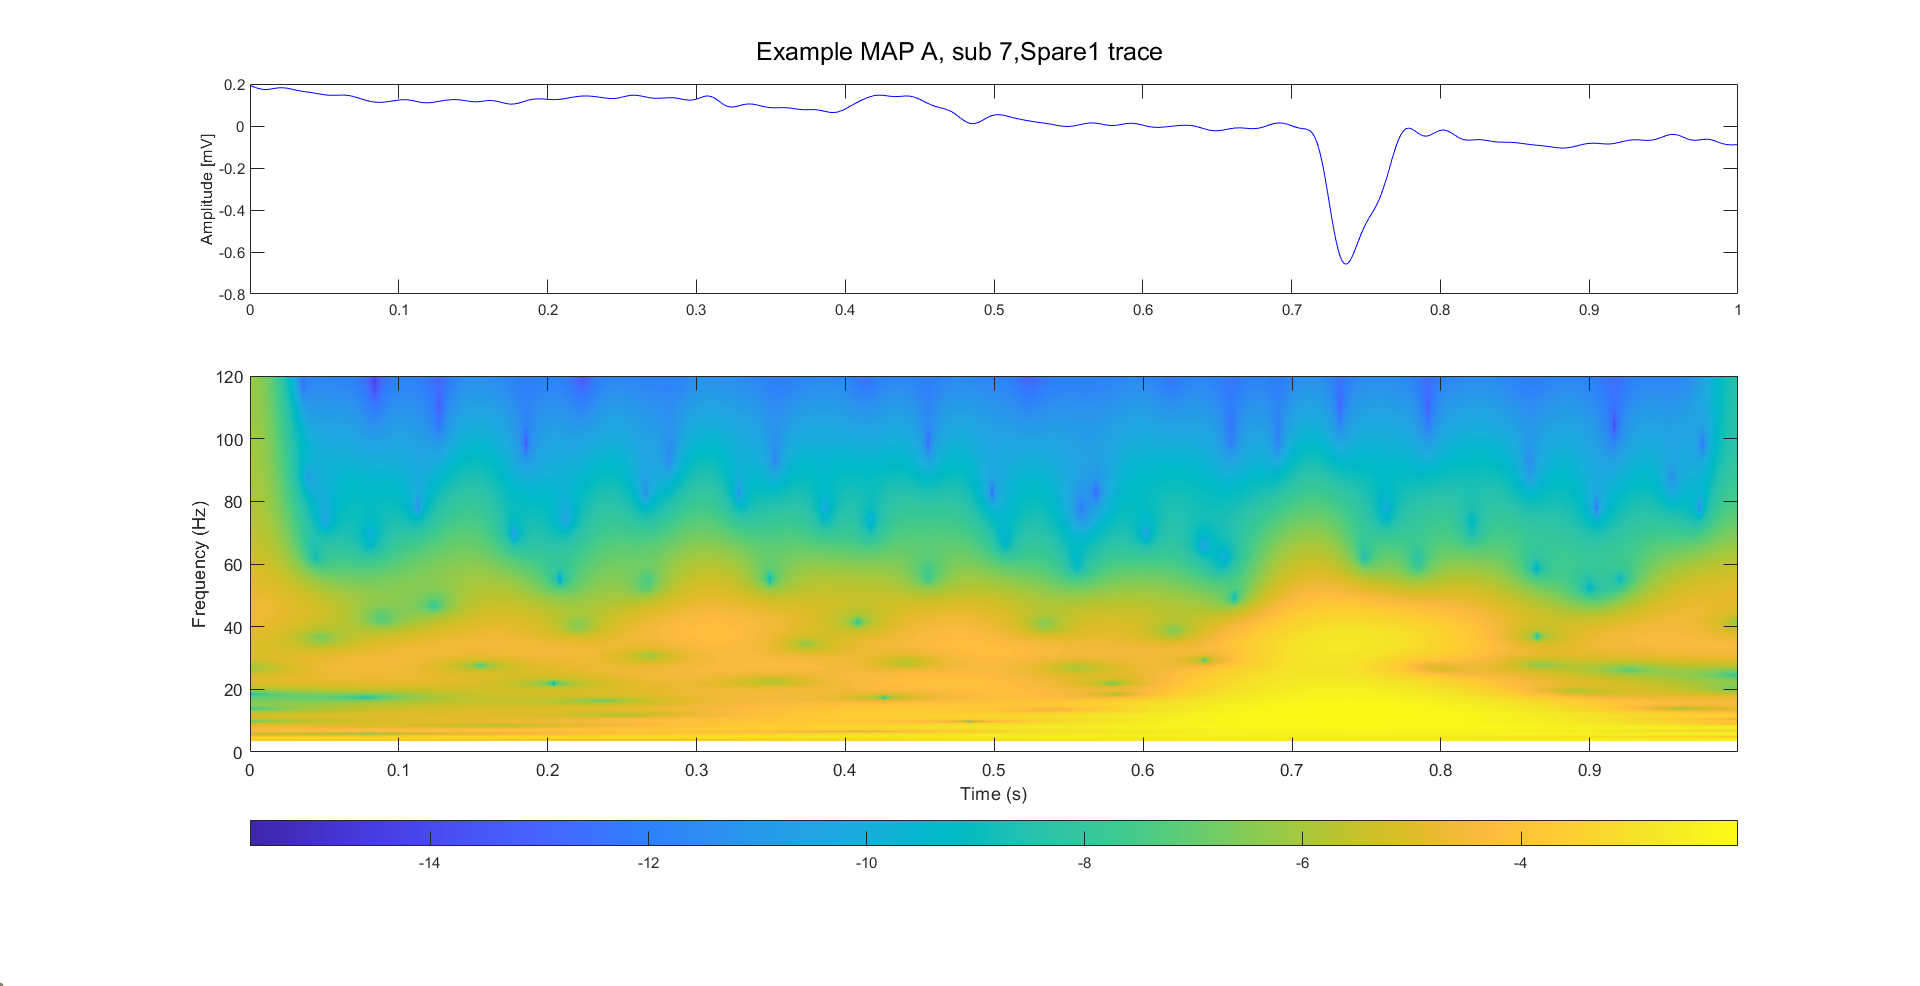 Example MAP A, sub 7,Spare1 trace
0.2
0
-0.2
-0.4
-0.6
-0.8
Amplitude [mV]
0 0.1 0.2 0.3 0.4 0.5 0.6 0.7 0.8 0.9 1
120
100
80
60
40
20
0
Frequency (Hz)
0 0.1 0.2 0.3 0.4 0.5 0.6 0.7 0.8 0.9
Time (s)
-14 -12 -10 -8 -6 -4